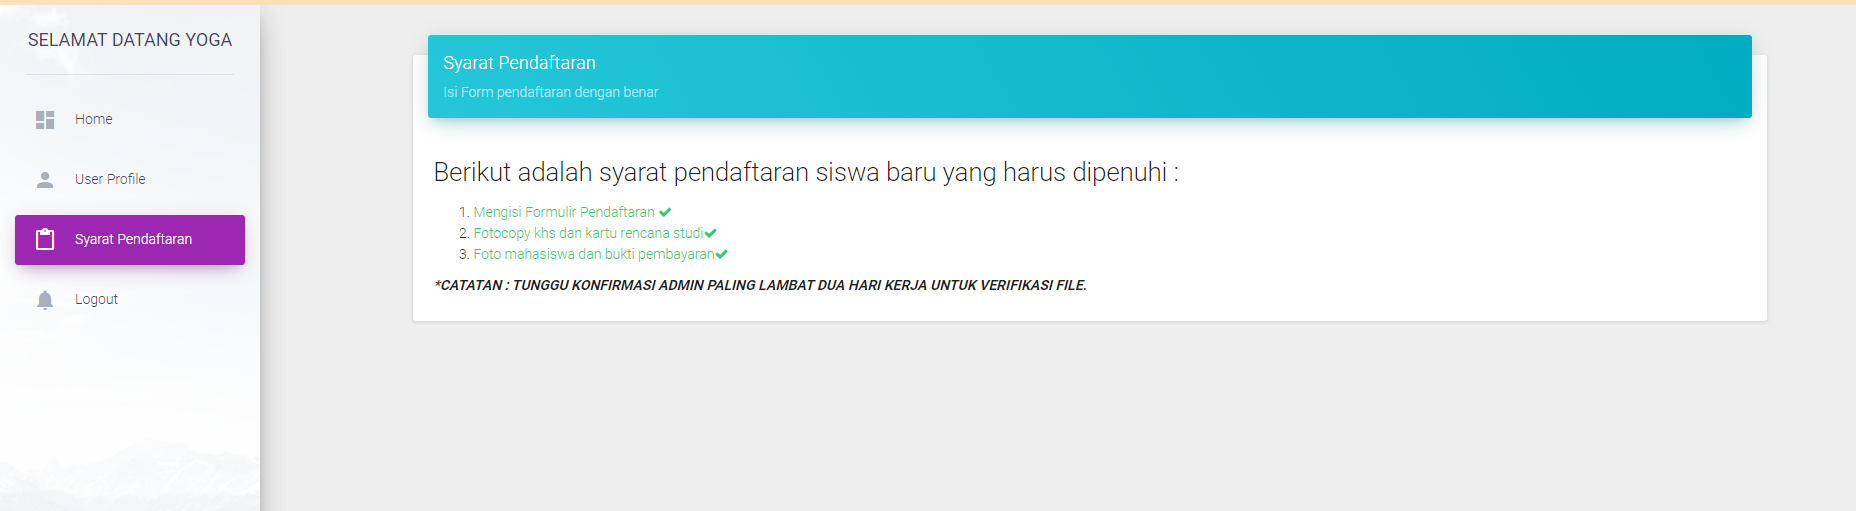 SELAMAT DATANG YOGA
Home
User Profile
Syarat Pendaftaran
Logout
Syarat Pendaftaran
Isi Form pendaftaran dengan benar
Berikut adalah syarat pendaftaran siswa baru yang harus dipenuhi :
1. Mengisi Formulir Pendaftaran ✔
2. Fotocopy khs dan kartu rencana studi✔
3. Foto mahasiswa dan bukti pembayaran✔
*CATATAN : TUNGGU KONFIRMASI ADMIN PALING LAMBAT DUA HARI KERJA UNTUK VERIFIKASI FILE.